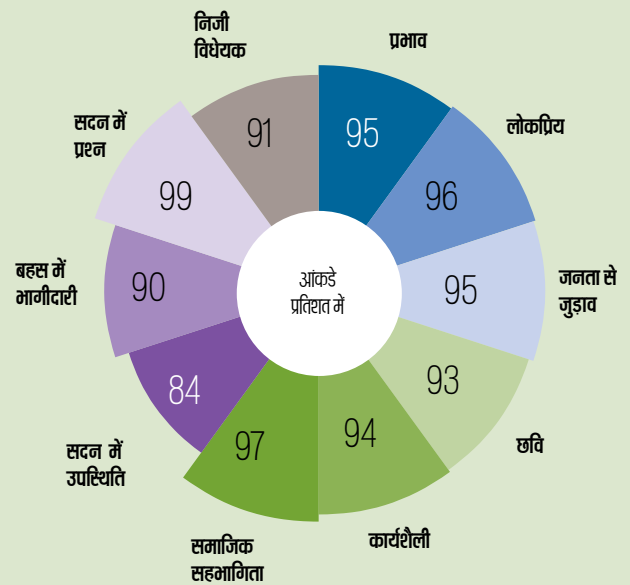 निजी
विधेयक
91
प्रभाव
95
लोकप्रिय
96
जनता से
जुड़ाव
95
छवि
93
कार्यशैली
94
समाजिक
सहभागिता
97
सदन में
उपस्थिति
84
बहस में
भागीदारी
90
सदन में
प्रश्न
99
आंकडे
प्रतिशत में